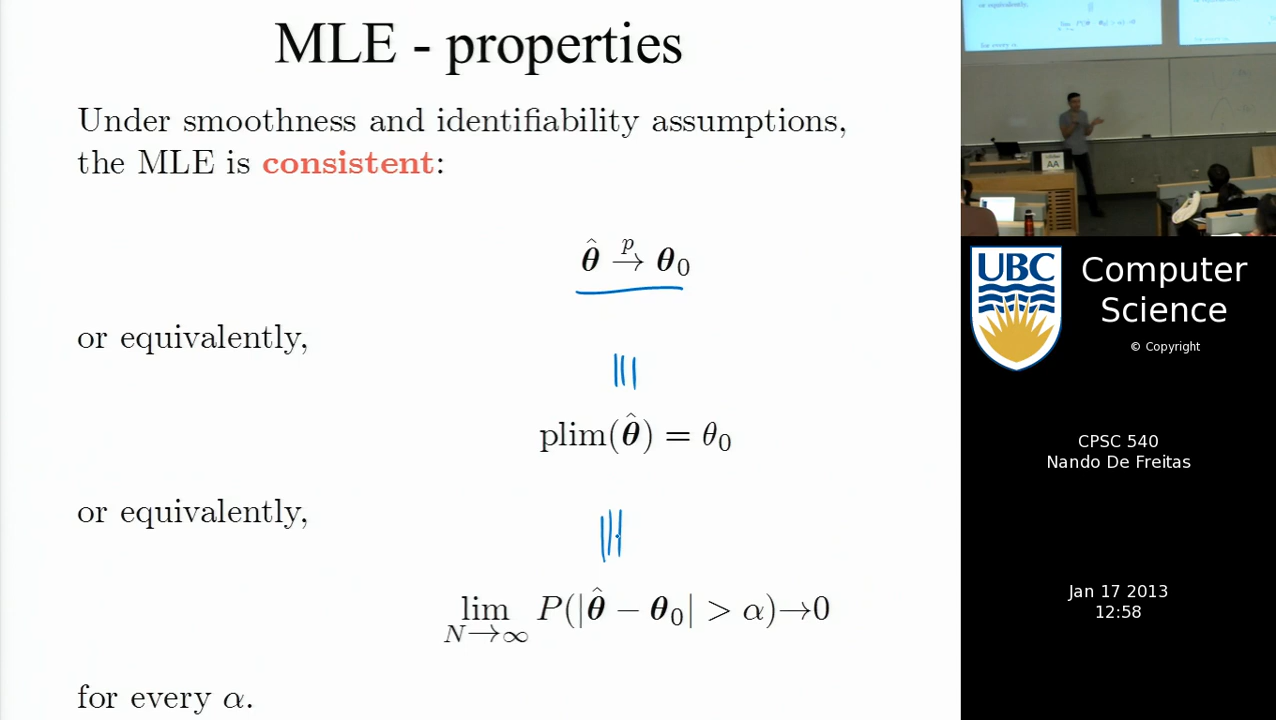 MLE - properties
Under smoothness and identifiability assumptions,
the MLE is consistent:
θ̂ →ᵖ θ₀
or equivalently,
plim(θ̂) = θ₀
or equivalently,
lim P(|θ̂ − θ₀| > α)→0
N→∞
for every α.
AA
UBC
Computer
Science
© Copyright
CPSC 540
Nando De Freitas
Jan 17 2013
12:58